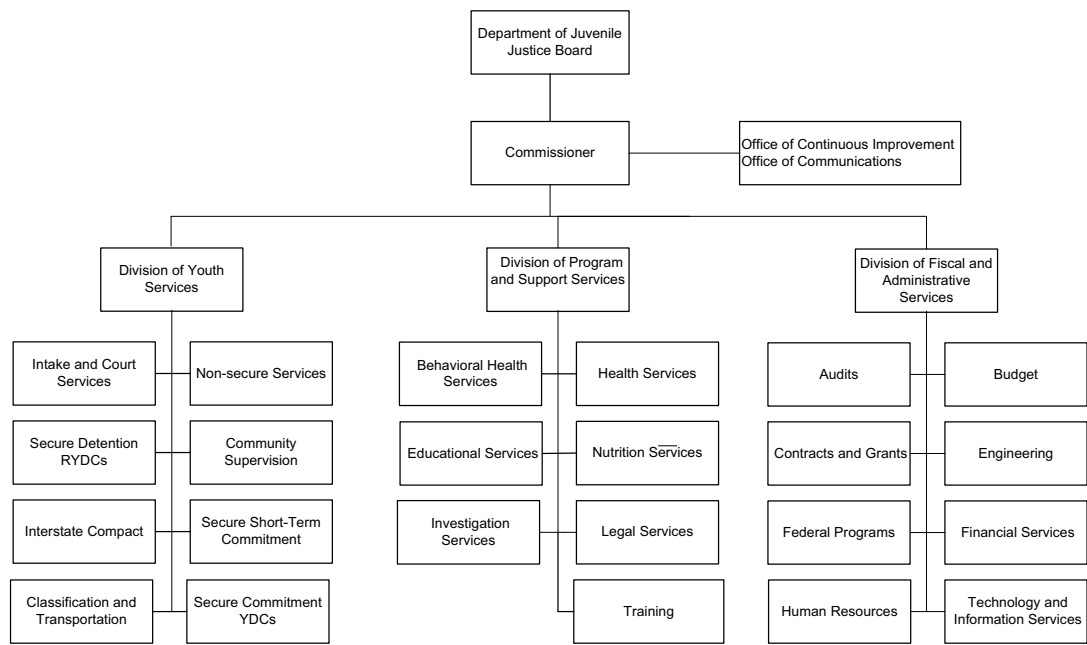 Department of Juvenile
Justice Board
Commissioner
Office of Continuous Improvement
Office of Communications
Division of Youth
Services
Division of Program
and Support Services
Division of Fiscal and
Administrative
Services
Intake and Court
Services
Non-secure Services
Secure Detention
RYDCs
Community
Supervision
Interstate Compact
Secure Short-Term
Commitment
Classification and
Transportation
Secure Commitment
YDCs
Behavioral Health
Services
Health Services
Educational Services
Nutrition Services
Investigation
Services
Legal Services
Training
Audits
Budget
Contracts and Grants
Engineering
Federal Programs
Financial Services
Human Resources
Technology and
Information Services